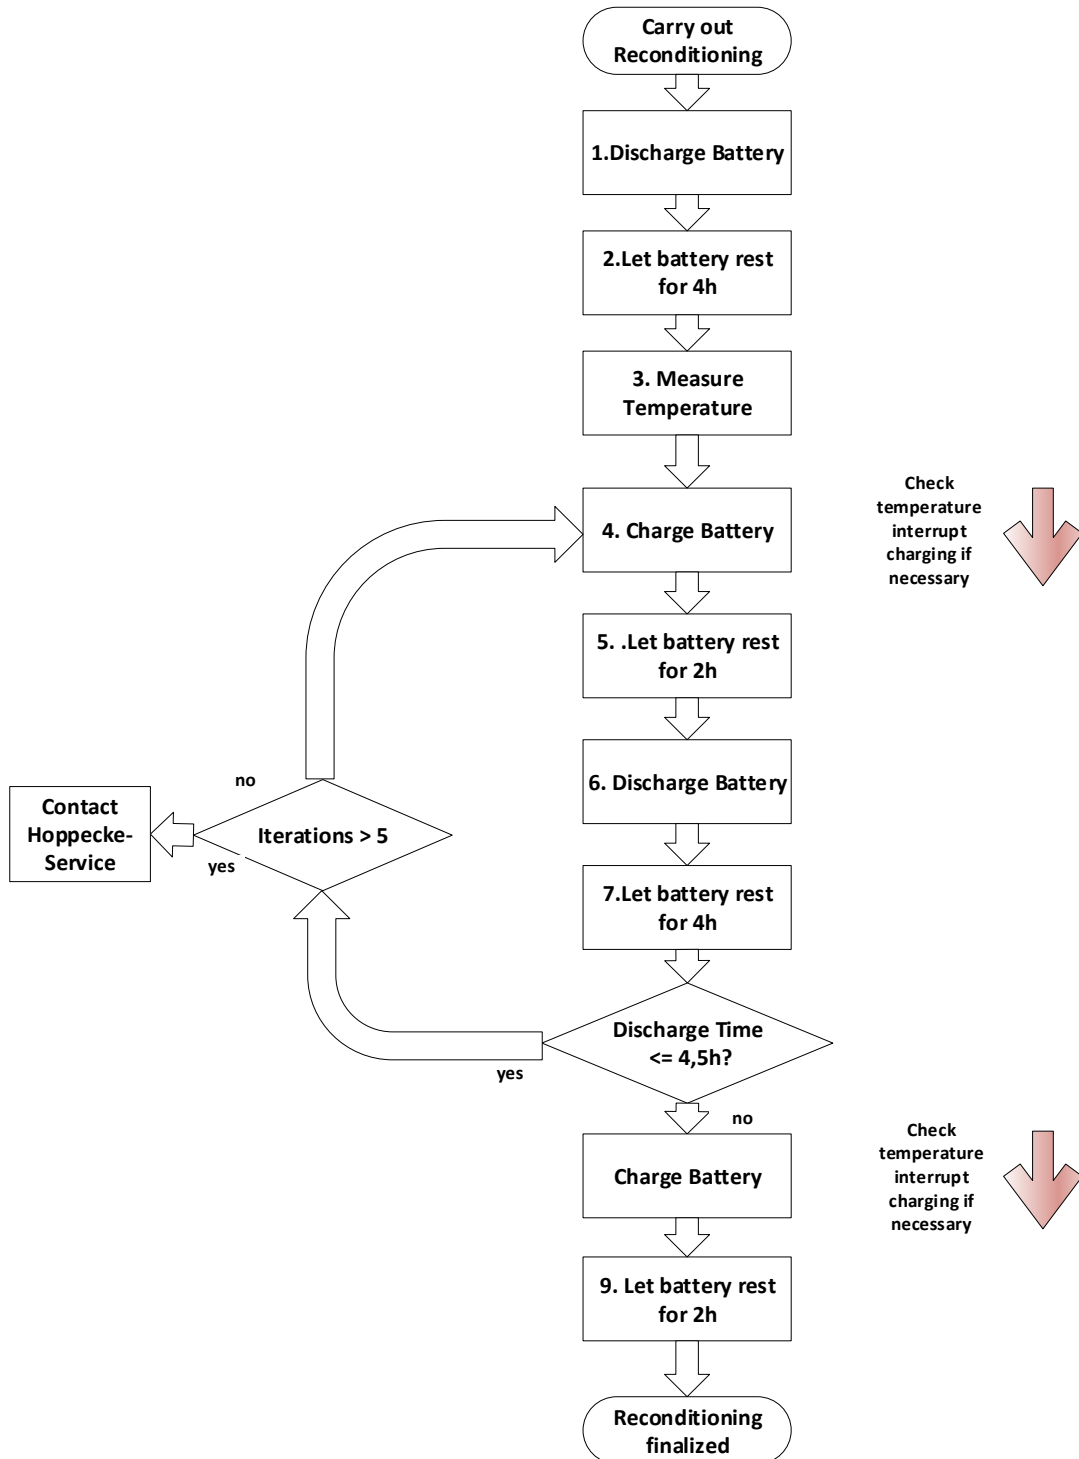 Carry out
Reconditioning
1.Discharge Battery
2.Let battery rest
for 4h
3. Measure
Temperature
4. Charge Battery
Check
temperature
interrupt
charging if
necessary
5. .Let battery rest
for 2h
6. Discharge Battery
no
Contact
Hoppecke-
Service
Iterations > 5
yes
7.Let battery rest
for 4h
Discharge Time
<= 4,5h?
yes
no
Charge Battery
Check
temperature
interrupt
charging if
necessary
9. Let battery rest
for 2h
Reconditioning
finalized